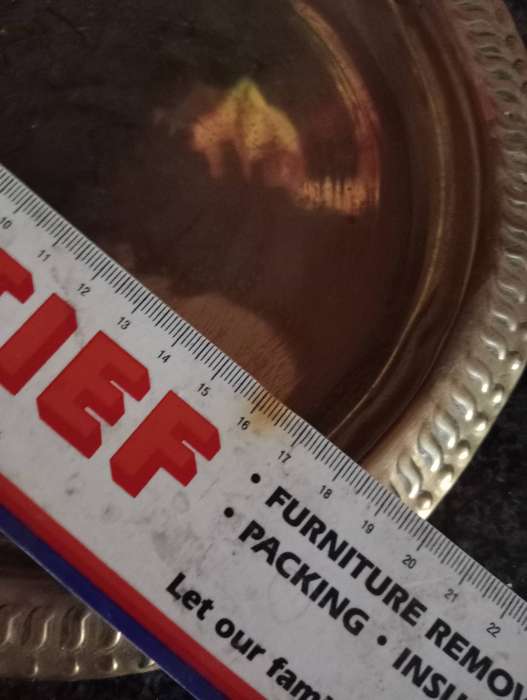 10 11 12 13 14 15 16 17 18 19 20 21 22
IEF
• FURNITURE REMO
• PACKING • INS
Let our fam